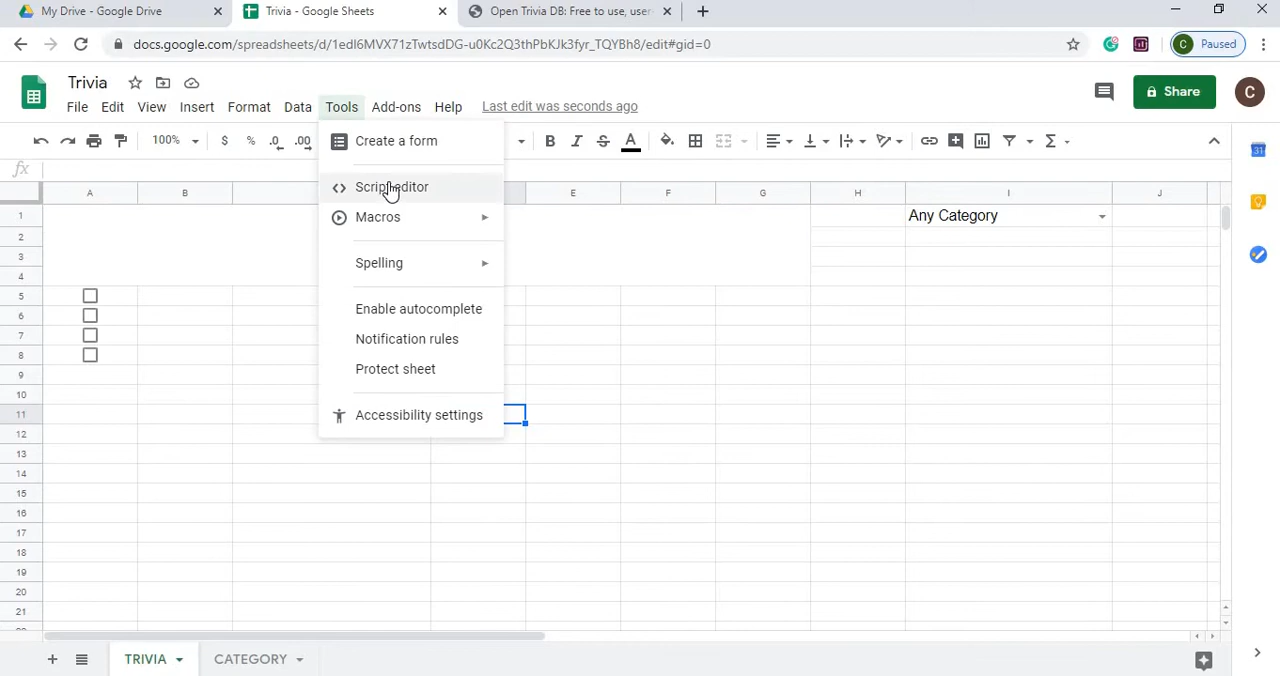 My Drive - Google Drive
Trivia - Google Sheets
Open Trivia DB: Free to use, user-
docs.google.com/spreadsheets/d/1edI6MVX71zTwtsdDG-u0Kc2Q3thPbKJk3fyr_TQYBh8/edit#gid=0
C Paused
Trivia
File Edit View Insert Format Data Tools Add-ons Help Last edit was seconds ago
Share
C
100% $ % .0 .00 B I S A
fx
Create a form
Script editor
Macros
Spelling
Enable autocomplete
Notification rules
Protect sheet
Accessibility settings
A B E F G H I J
1 Any Category
2
3
4
5
6
7
8
9
10
11
12
13
14
15
16
17
18
19
20
21
TRIVIA CATEGORY
31